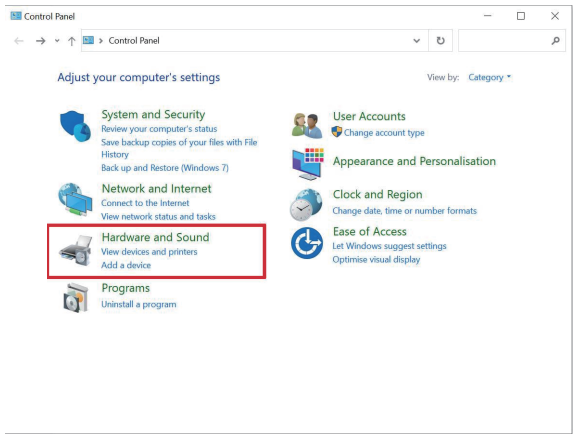 Control Panel
Control Panel
Adjust your computer's settings
View by: Category
System and Security
Review your computer's status
Save backup copies of your files with File
History
Back up and Restore (Windows 7)
Network and Internet
Connect to the Internet
View network status and tasks
Hardware and Sound
View devices and printers
Add a device
Programs
Uninstall a program
User Accounts
Change account type
Appearance and Personalisation
Clock and Region
Change date, time or number formats
Ease of Access
Let Windows suggest settings
Optimise visual display